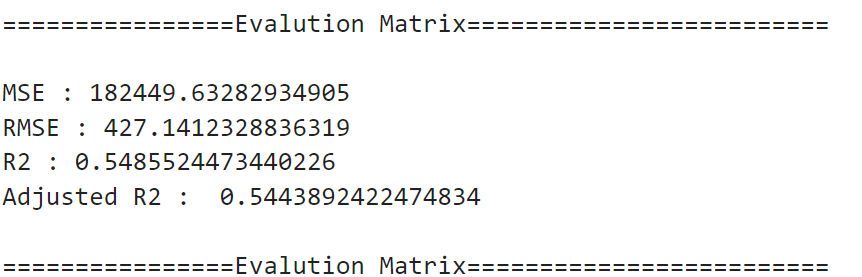 ================Evalution Matrix=========================
MSE : 182449.63282934905
RMSE : 427.1412328836319
R2 : 0.5485524473440226
Adjusted R2 :  0.5443892422474834
================Evalution Matrix=========================